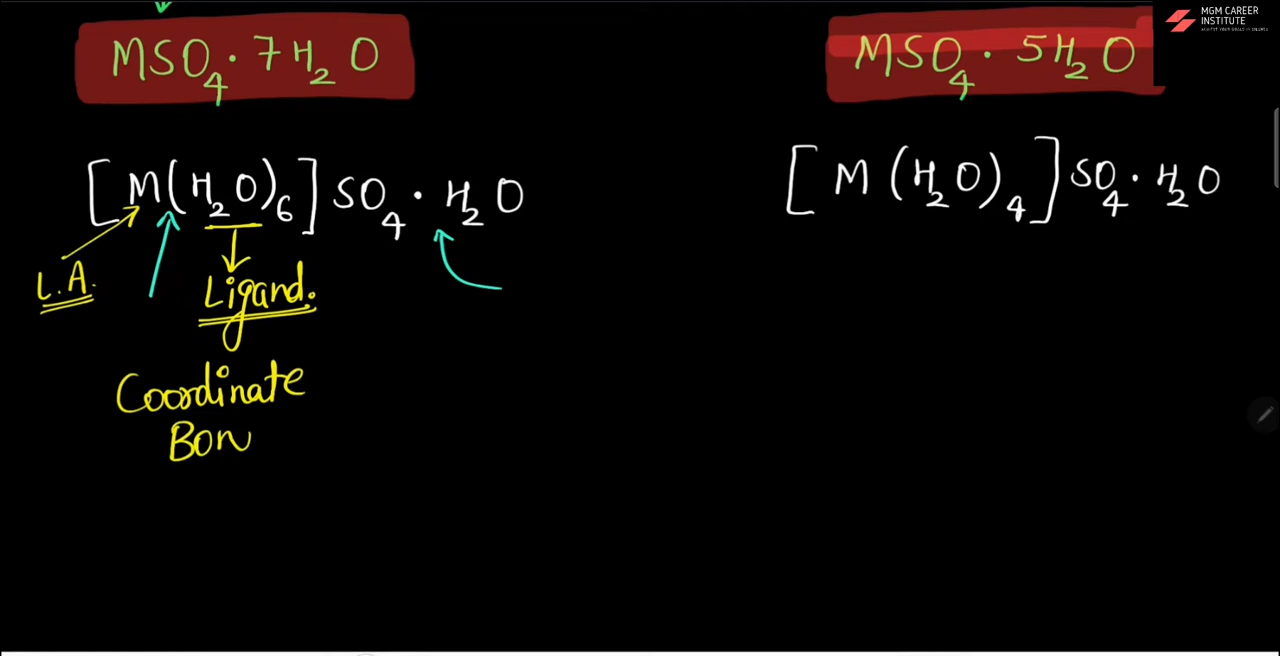 MGM CAREER
INSTITUTE
MSO4 · 7H2O
MSO4 · 5H2O
[M(H2O)6]SO4 · H2O
[M(H2O)4]SO4 · H2O
L.A.
Ligand.
Coordinate
Bon